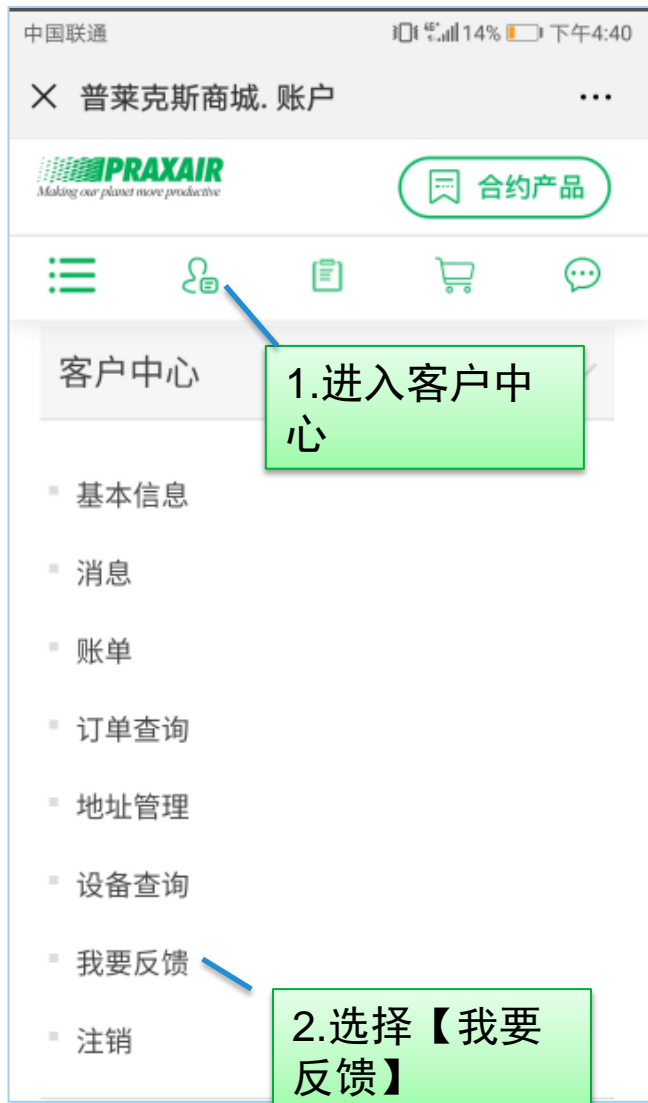 中国联通
46+ 14% 下午4:40
普莱克斯商城. 账户
PRAXAIR
Making our planet more productive
合约产品
客户中心
1.进入客户中
心
基本信息
消息
账单
订单查询
地址管理
设备查询
我要反馈
注销
2.选择【我要
反馈】